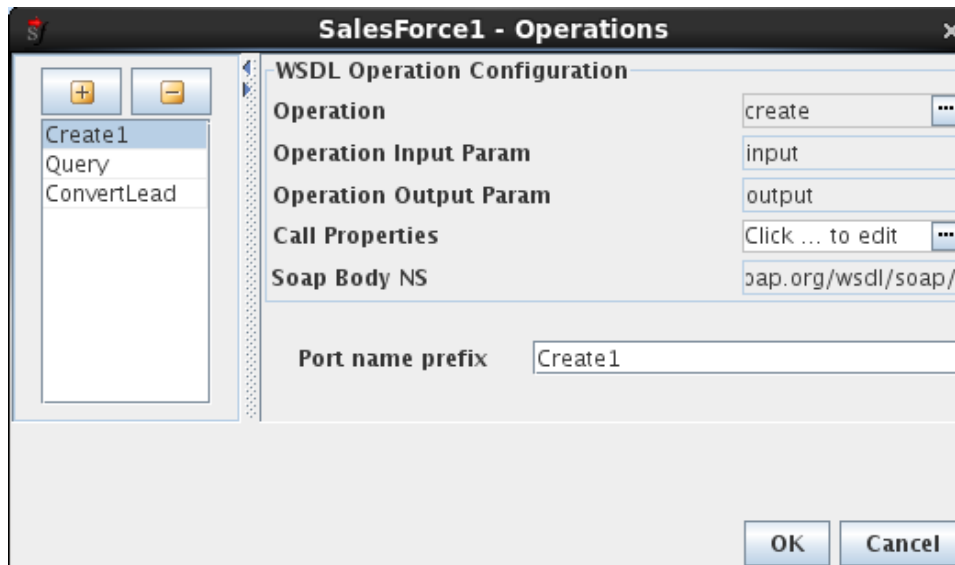 SalesForce1 - Operations
WSDL Operation Configuration
Create1
Query
ConvertLead
Operation create ...
Operation Input Param input
Operation Output Param output
Call Properties Click ... to edit ...
Soap Body NS oap.org/wsdl/soap/
Port name prefix Create1
OK Cancel